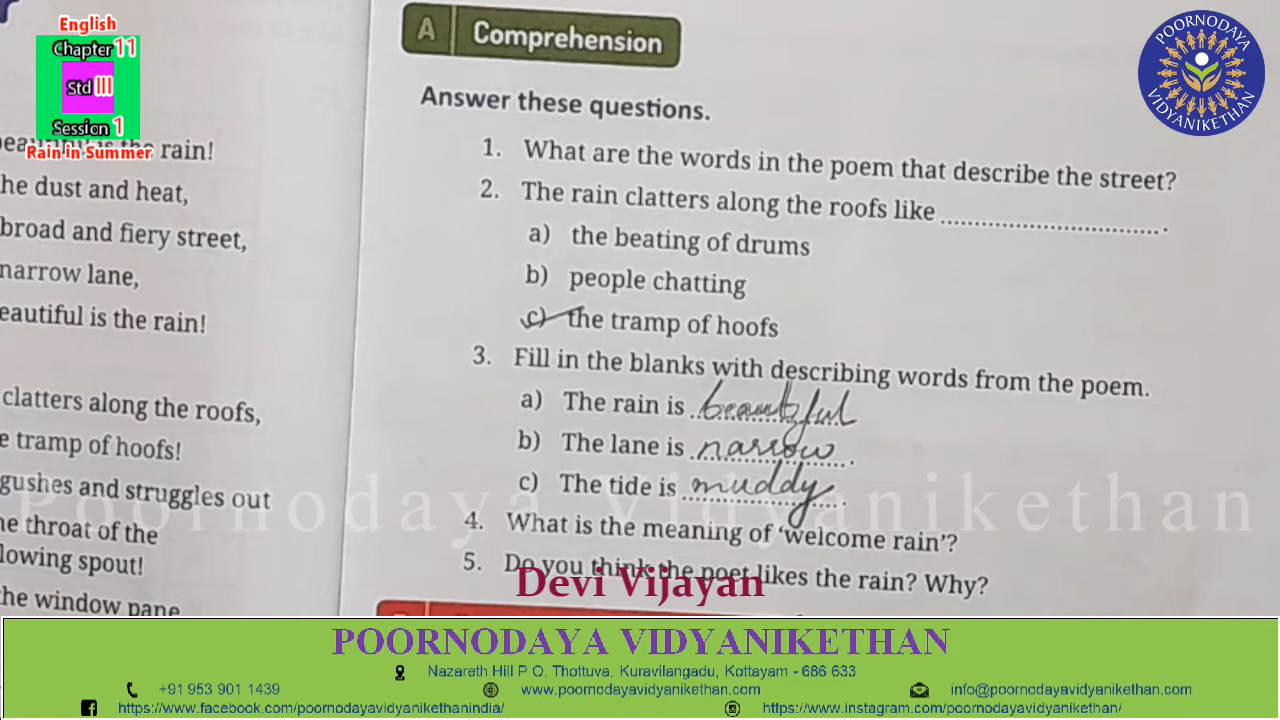 English
Chapter 11
Std III
Session 1
Rain in Summer
POORNODAYA
VIDYANIKETHAN
rain!
he dust and heat,
broad and fiery street,
narrow lane,
eautiful is the rain!
clatters along the roofs,
e tramp of hoofs!
gushes and struggles out
he throat of the
lowing spout!
the window pane
A Comprehension
Answer these questions.
1. What are the words in the poem that describe the street?
2. The rain clatters along the roofs like ................................
a) the beating of drums
b) people chatting
c) the tramp of hoofs
3. Fill in the blanks with describing words from the poem.
a) The rain is beautiful
b) The lane is narrow.
c) The tide is muddy.
4. What is the meaning of 'welcome rain'?
5. Do you think the poet likes the rain? Why?
Poornodaya Vidyanikethan
Devi Vijayan
POORNODAYA VIDYANIKETHAN
Nazareth Hill P O, Thottuva, Kuravilangadu, Kottayam - 686 633
+91 953 901 1439 www.poornodayavidyanikethan.com info@poornodayavidyanikethan.com
https://www.facebook.com/poornodayavidyanikethanindia/ https://www.instagram.com/poornodayavidyanikethan/